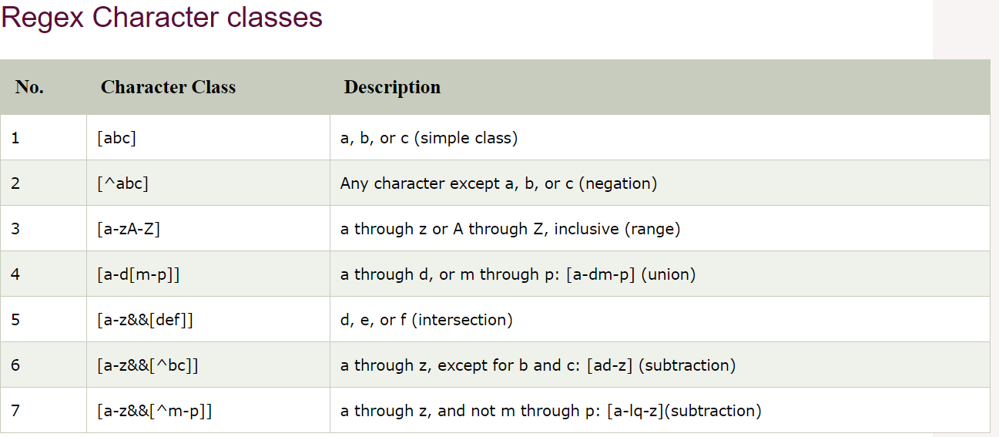 Regex Character classes
No. Character Class Description
1 [abc] a, b, or c (simple class)
2 [^abc] Any character except a, b, or c (negation)
3 [a-zA-Z] a through z or A through Z, inclusive (range)
4 [a-d[m-p]] a through d, or m through p: [a-dm-p] (union)
5 [a-z&&[def]] d, e, or f (intersection)
6 [a-z&&[^bc]] a through z, except for b and c: [ad-z] (subtraction)
7 [a-z&&[^m-p]] a through z, and not m through p: [a-lq-z](subtraction)